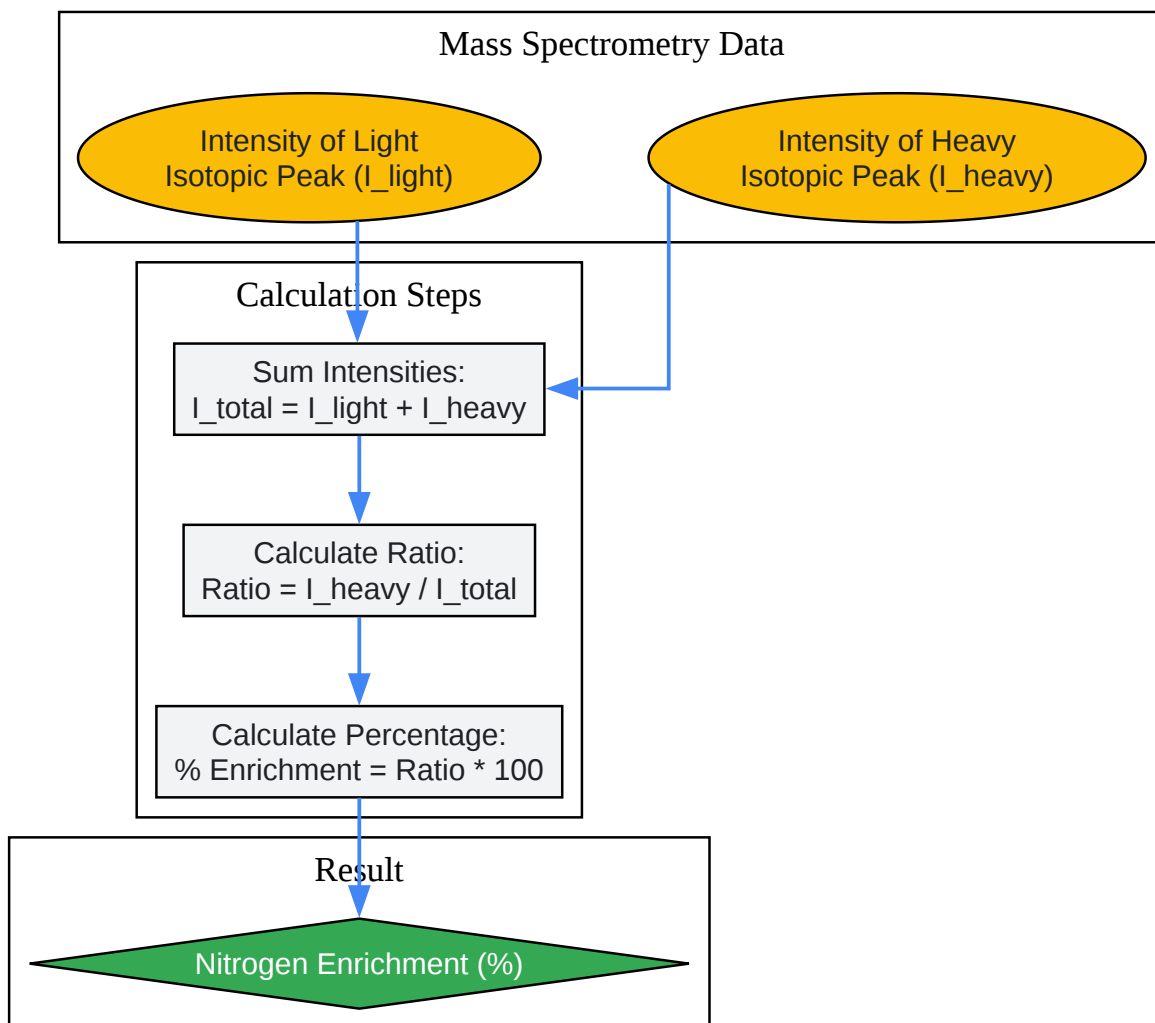 Mass Spectrometry Data
Intensity of Light
Isotopic Peak (I_light)
Intensity of Heavy
Isotopic Peak (I_heavy)
Calculation Steps
Sum Intensities:
I_total = I_light + I_heavy
Calculate Ratio:
Ratio = I_heavy / I_total
Calculate Percentage:
% Enrichment = Ratio * 100
Result
Nitrogen Enrichment (%)